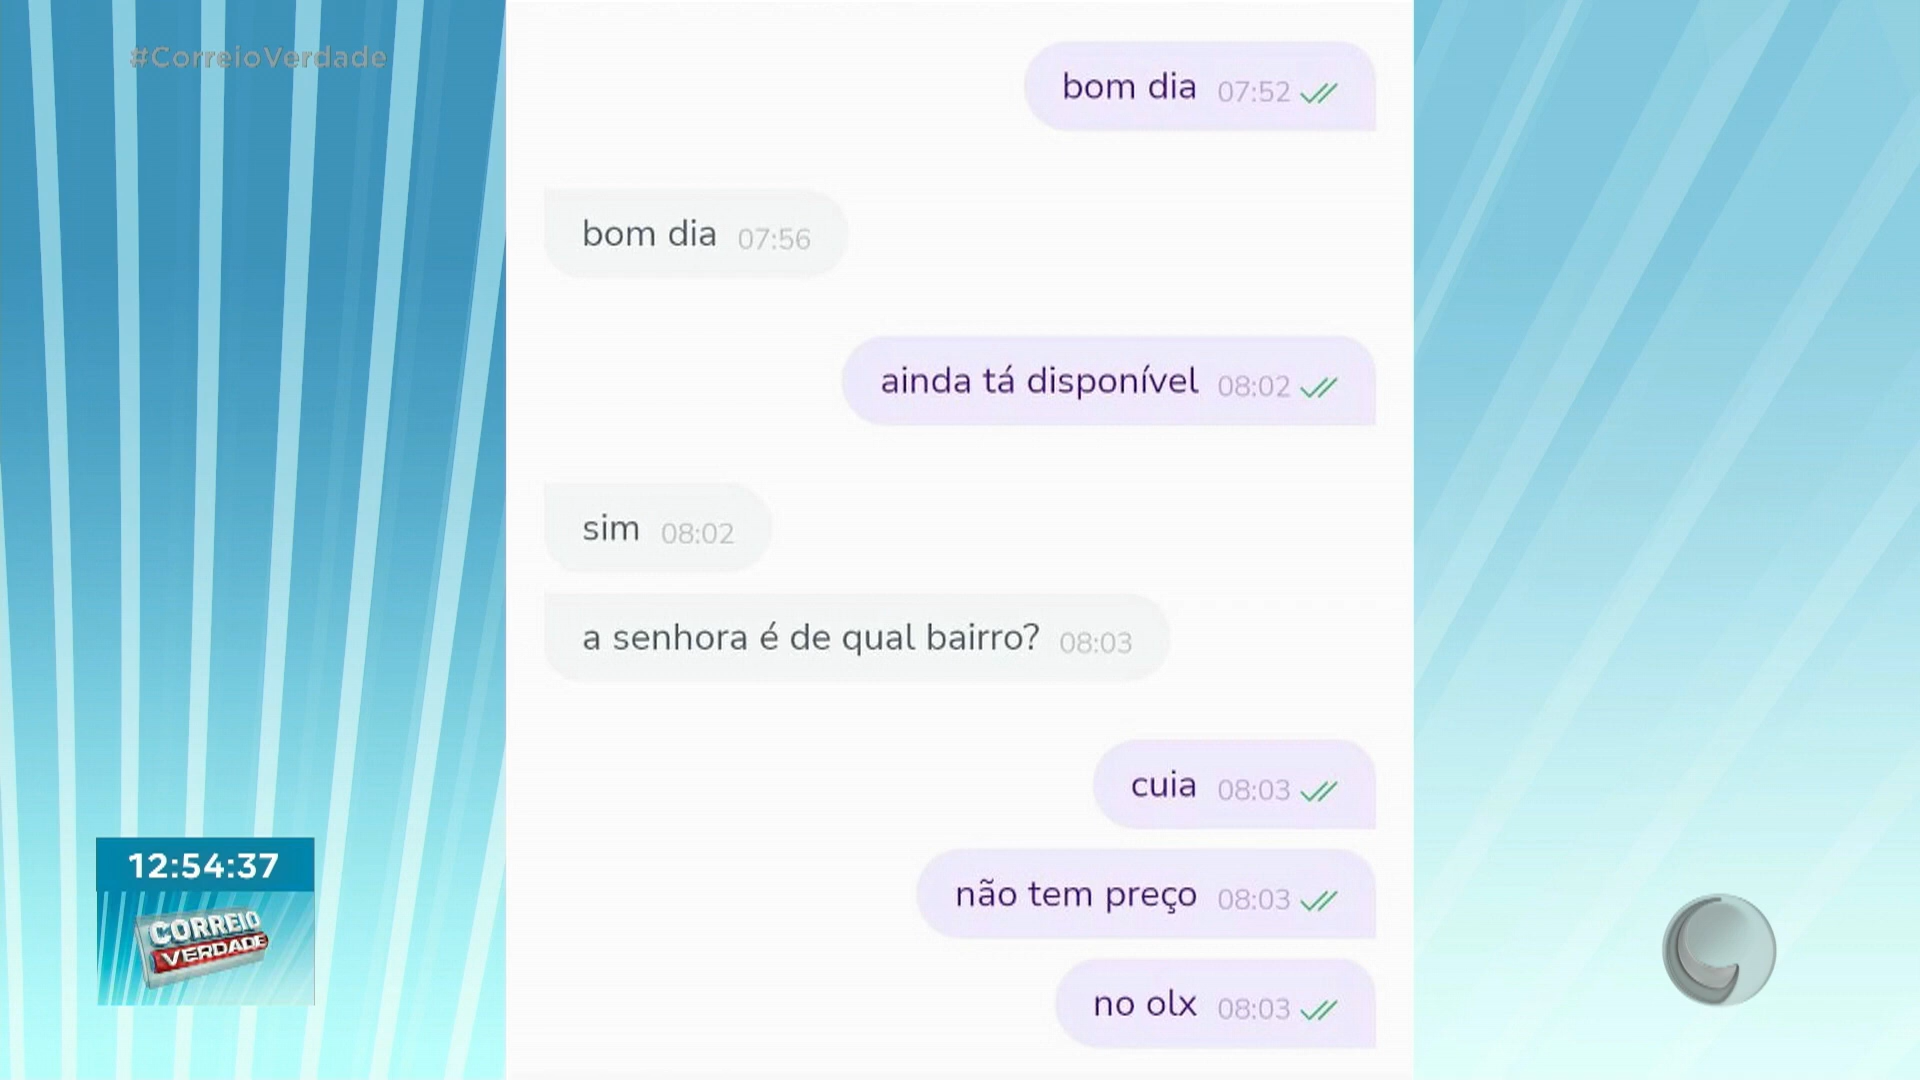 #CorreioVerdade
bom dia 07:52
bom dia 07:56
ainda tá disponível 08:02
sim 08:02
a senhora é de qual bairro? 08:03
cuia 08:03
não tem preço 08:03
no olx 08:03
12:54:37
CORREIO
VERDADE